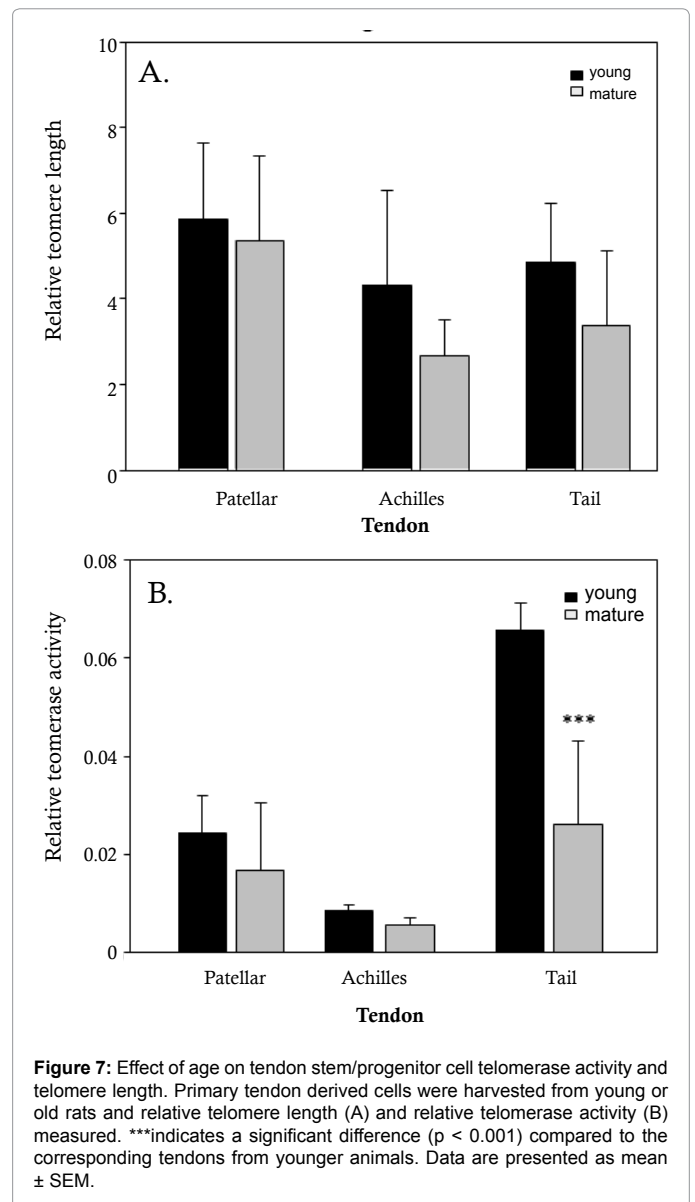 10
A.
young
mature
8
6
4
2
0
Relative teomere length
Patellar Achilles Tail
Tendon
0.08
B.
young
mature
0.06
***
0.04
0.02
0
Relative teomerase activity
Patellar Achilles Tail
Tendon
Figure 7: Effect of age on tendon stem/progenitor cell telomerase activity and
telomere length. Primary tendon derived cells were harvested from young or
old rats and relative telomere length (A) and relative telomerase activity (B)
measured. ***indicates a significant difference (p < 0.001) compared to the
corresponding tendons from younger animals. Data are presented as mean
± SEM.